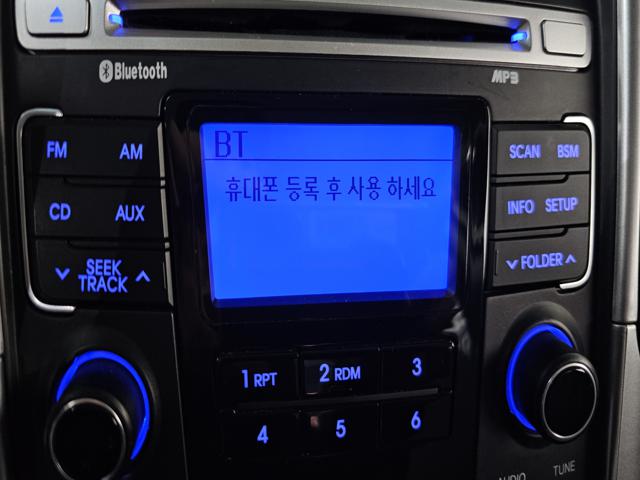 Bluetooth
MP3
FM
AM
BT
SCAN
BSM
휴대폰 등록 후 사용 하세요
CD
AUX
INFO
SETUP
SEEK
TRACK
FOLDER
1 RPT
2 RDM
3
4
5
6
AUDIO
TUNE